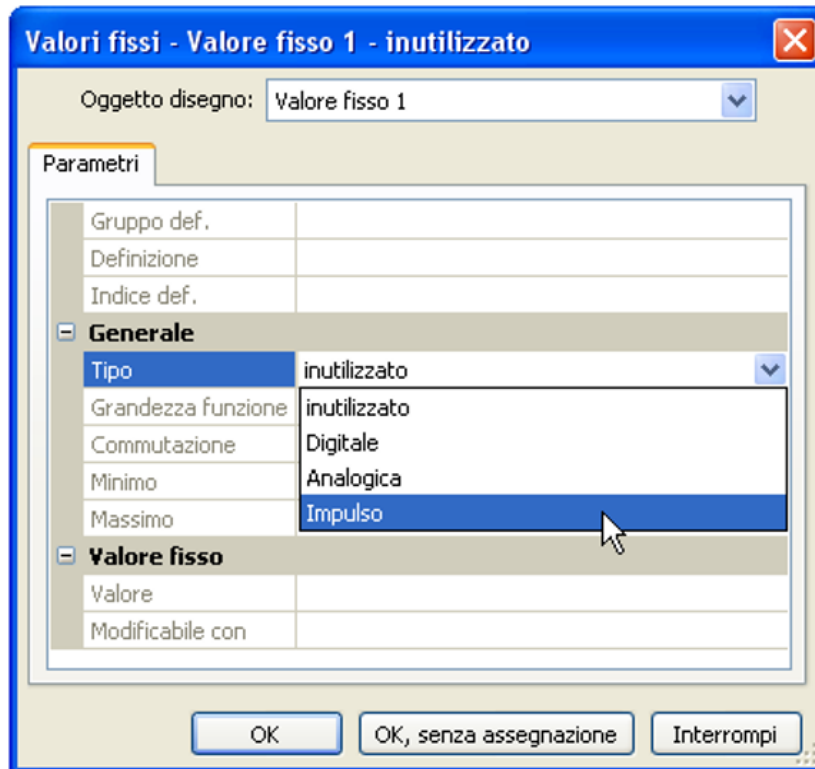 Valori fissi - Valore fisso 1 - inutilizzato
Oggetto disegno: Valore fisso 1
Parametri
Gruppo def.
Definizione
Indice def.
Generale
Tipo inutilizzato
Grandezza funzione inutilizzato
Commutazione Digitale
Minimo Analogica
Massimo Impulso
Valore fisso
Valore
Modificabile con
OK OK, senza assegnazione Interrompi